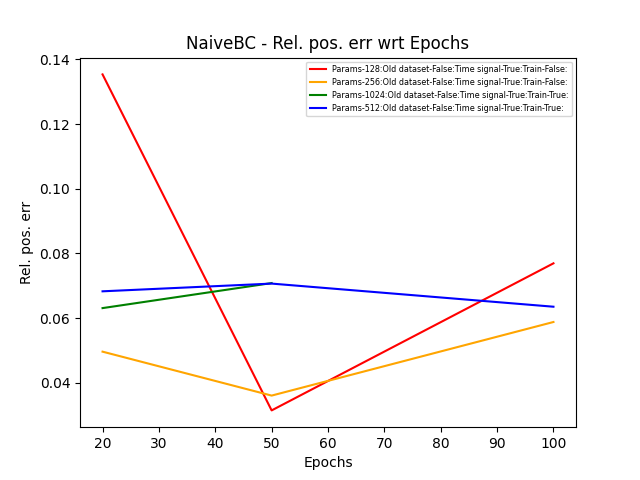 NaiveBC - Rel. pos. err wrt Epochs
Params-128:Old dataset-False:Time signal-True:Train-False:
Params-256:Old dataset-False:Time signal-True:Train-False:
Params-1024:Old dataset-False:Time signal-True:Train-True:
Params-512:Old dataset-False:Time signal-True:Train-True:
Rel. pos. err
0.14
0.12
0.10
0.08
0.06
0.04
20 30 40 50 60 70 80 90 100
Epochs